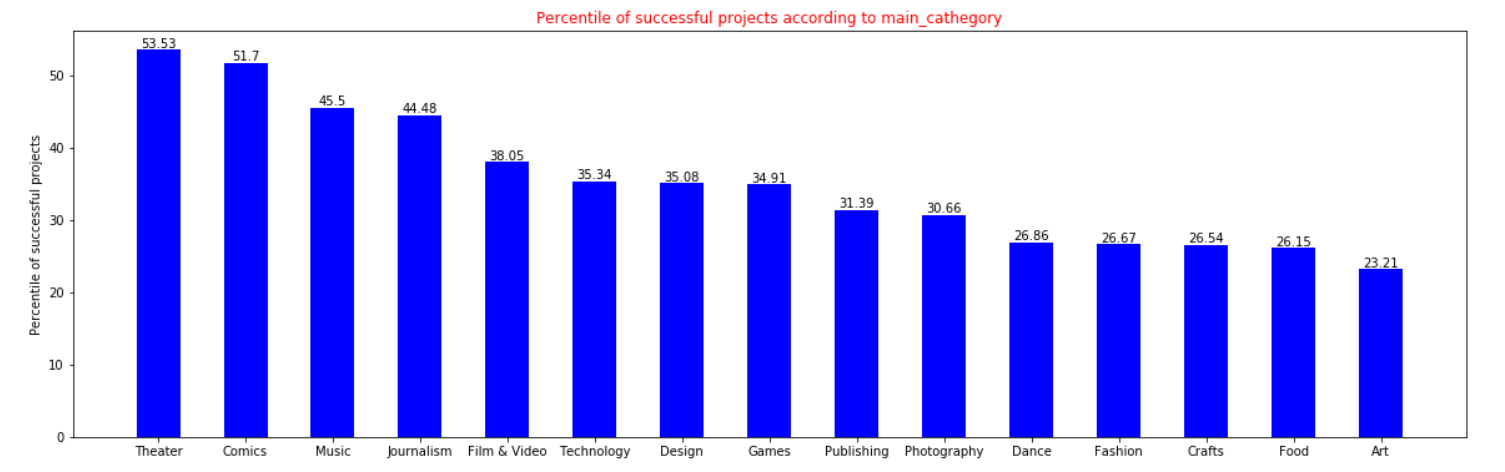 Percentile of successful projects according to main_cathegory
Percentile of successful projects
50
40
30
20
10
0
53.53
51.7
45.5
44.48
38.05
35.34
35.08
34.91
31.39
30.66
26.86
26.67
26.54
26.15
23.21
Theater
Comics
Music
Journalism
Film & Video
Technology
Design
Games
Publishing
Photography
Dance
Fashion
Crafts
Food
Art